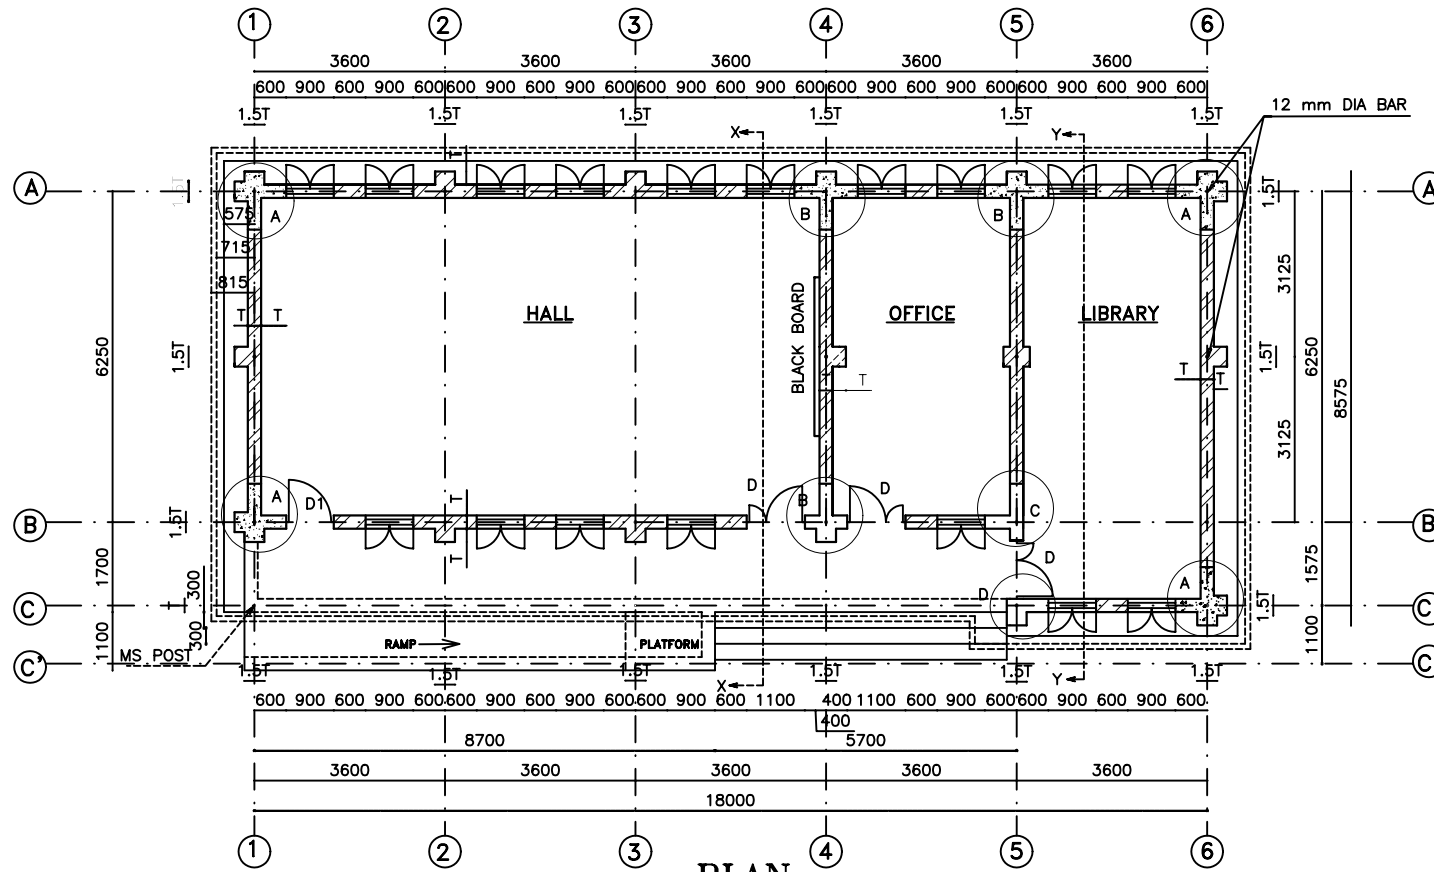 1 2 3 4 5 6
3600 3600 3600 3600 3600
600 900 600 900 600 600 900 600 900 600 600 900 600 900 600 600 900 600 900 600 600 900 600 900 600
1.5T 1.5T 1.5T 1.5T 1.5T 1.5T
12 mm DIA BAR
X Y
T
A A
1.5T 1.5T
575 A B B A
715
815
3125
BLACK BOARD
HALL OFFICE LIBRARY
T T
6250 1.5T 1.5T 6250 8575
T T T T
3125
A D1 T D B D C
B 1.5T B
T D
1700 300 1575
D A
C 1.5T C
300 1100 1100
RAMP PLATFORM
MS POST
C' C
1.5T 1.5T 1.5T 1.5T 1.5T 1.5T
X Y
600 900 600 900 600 600 900 600 900 600 600 900 600 1100 400 1100 600 900 600 600 900 600 900 600
400
8700 5700
3600 3600 3600 3600 3600
18000
1 2 3 4 5 6
PLAN